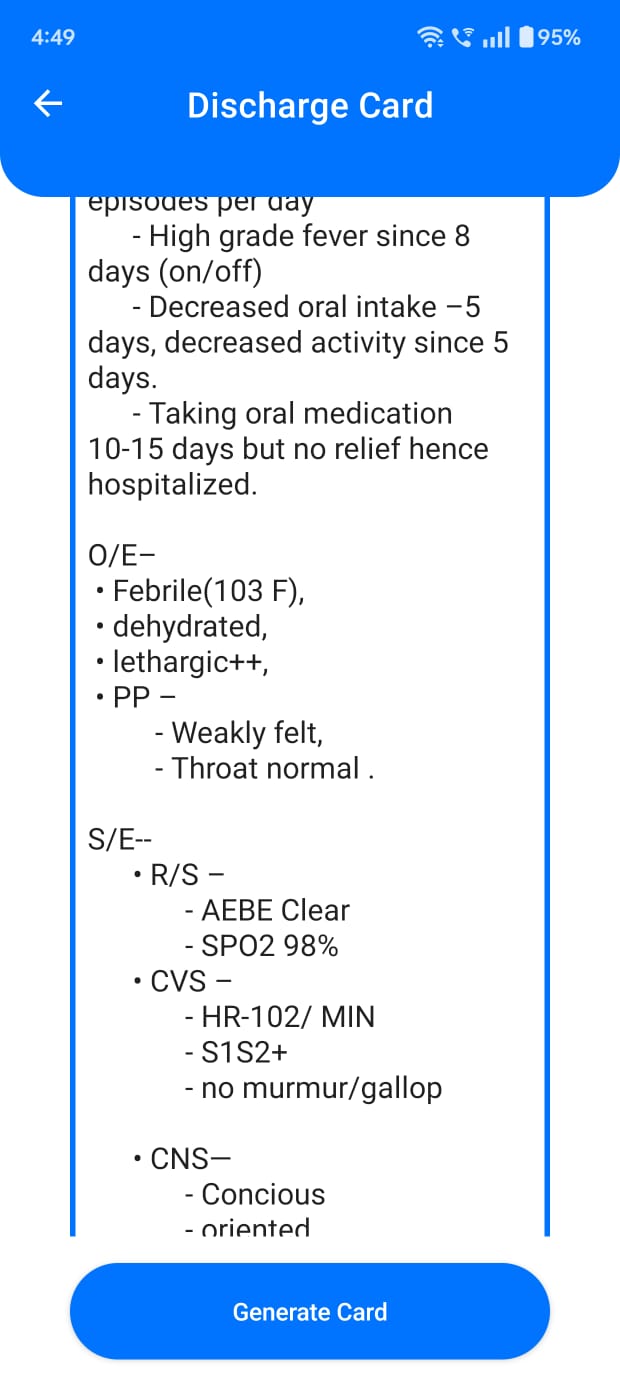 4:49
95%
Discharge Card
episodes per day
- High grade fever since 8
days (on/off)
- Decreased oral intake –5
days, decreased activity since 5
days.
- Taking oral medication
10-15 days but no relief hence
hospitalized.
O/E–
• Febrile(103 F),
• dehydrated,
• lethargic++,
• PP –
- Weakly felt,
- Throat normal .
S/E--
• R/S –
- AEBE Clear
- SPO2 98%
• CVS –
- HR-102/ MIN
- S1S2+
- no murmur/gallop
• CNS—
- Concious
- oriented
Generate Card